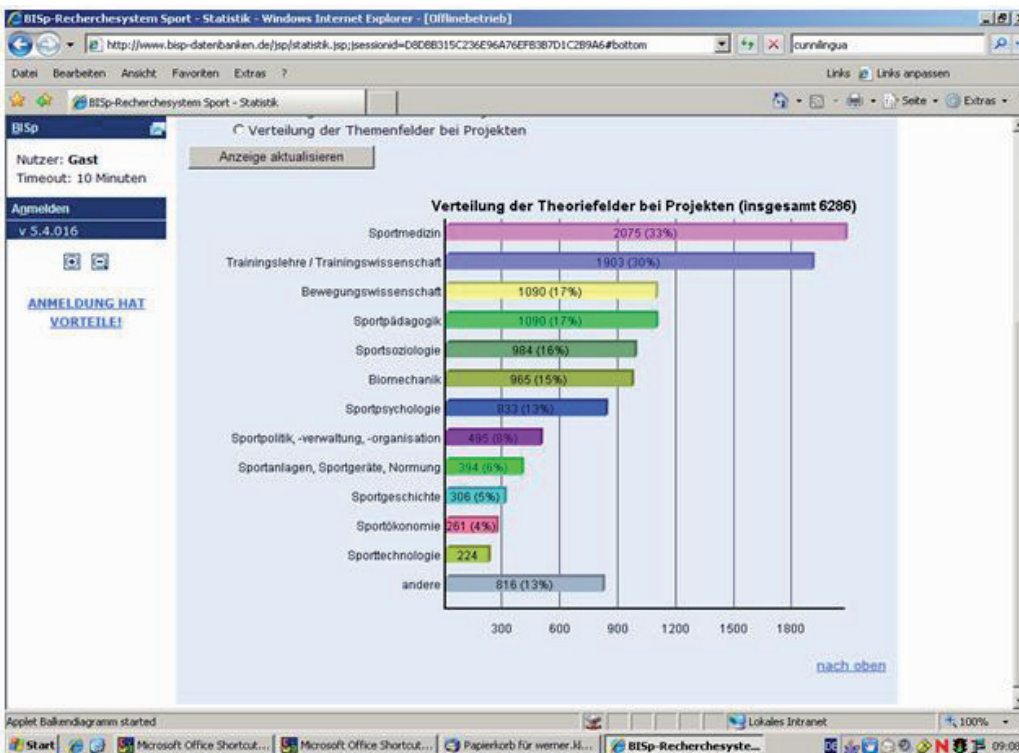 BISp-Recherchesystem Sport - Statistik - Windows Internet Explorer - [Offlinebetrieb]
http://www.bisp-datenbanken.de/jsp/statistik.jsp;jsessionid=D8D8B315C236E96A76EFB3B7D1C2B9A6#bottom
cunnilingua
Datei Bearbeiten Ansicht Favoriten Extras ?
Links Links anpassen
BISp-Recherchesystem Sport - Statistik
Seite Extras
BISp
Verteilung der Themenfelder bei Projekten
Nutzer: Gast
Anzeige aktualisieren
Timeout: 10 Minuten
Anmelden
v 5.4.016
ANMELDUNG HAT
VORTEILE!
Verteilung der Theoriefelder bei Projekten (insgesamt 6286)
Sportmedizin 2075 (33%)
Trainingslehre / Trainingswissenschaft 1903 (30%)
Bewegungswissenschaft 1090 (17%)
Sportpädagogik 1090 (17%)
Sportsoziologie 984 (16%)
Biomechanik 965 (15%)
Sportpsychologie 833 (13%)
Sportpolitik, -verwaltung, -organisation 495 (8%)
Sportanlagen, Sportgeräte, Normung 394 (6%)
Sportgeschichte 306 (5%)
Sportökonomie 261 (4%)
Sporttechnologie 224
andere 816 (13%)
300 600 900 1200 1500 1800
nach oben
Applet Balkendiagramm started
Lokales Intranet
100%
Start
Microsoft Office Shortcut...
Microsoft Office Shortcut...
Papierkorb für werner.kl...
BISp-Recherchesyste...
DE